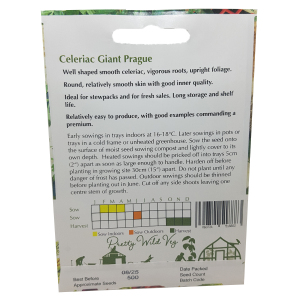 Celeriac Giant Prague
Well shaped smooth celeriac, vigorous roots, upright foliage.
Round, relatively smooth skin with good inner quality.
Ideal for stewpacks and for fresh sales. Long storage and shelf
life.
Relatively easy to produce, with good examples commanding a
premium.
Early sowings in trays indoors at 16-18°C. Later sowings in pots or
trays in a cold frame or unheated greenhouse. Sow the seed onto
the surface of moist seed sowing compost and lightly cover to its
own depth. Heated sowings should be pricked off into trays 5cm
(2") apart as soon as large enough to handle. Harden off before
planting in growing site 30cm (15") apart. Do not plant until any
danger of frost has passed. Outdoor sowings should be thinned
before planting out in June. Cut off any side shoots leaving one
centre stem of growth.
J F M A M J J A S O N D
Sow
Sow
Harvest
Sow Indoors Sow Outdoors Harvest
Pretty Wild Veg
Seed Before 09/25
Approximate Seeds 500
Date Packed
Seed Count
Batch Code